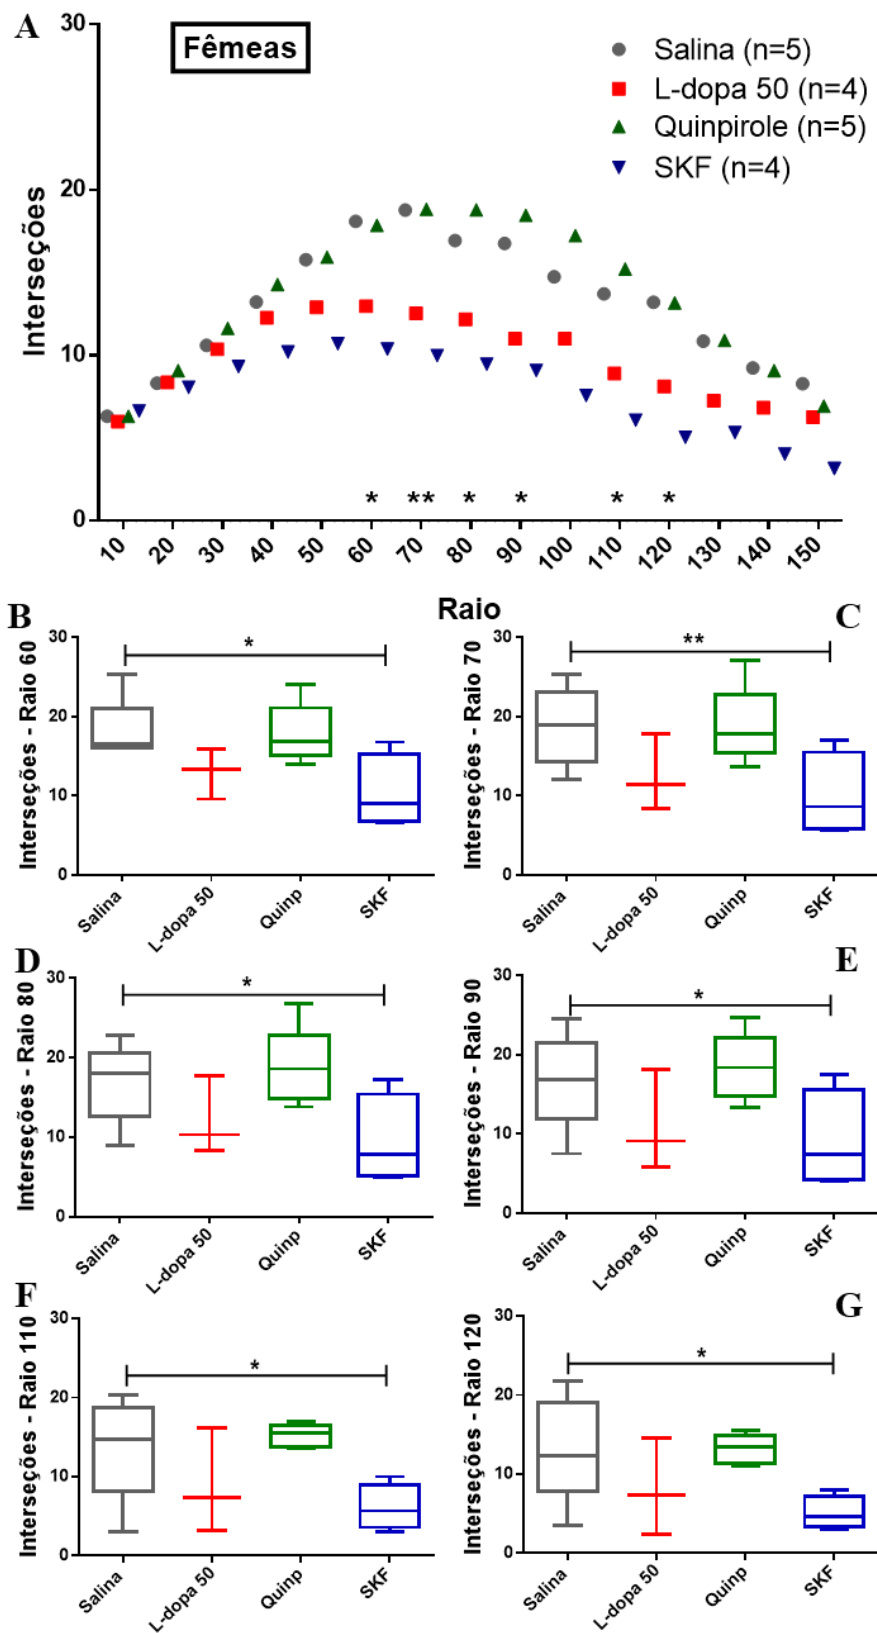 A
Fêmeas
Salina (n=5)
L-dopa 50 (n=4)
Quinpirole (n=5)
SKF (n=4)
Interseções
30
20
10
0
* ** * * * *
10 20 30 40 50 60 70 80 90 100 110 120 130 140 150
Raio
B
Interseções - Raio 60
30
20
10
0
*
Salina L-dopa 50 Quinp SKF
C
Interseções - Raio 70
30
20
10
0
**
Salina L-dopa 50 Quinp SKF
D
Interseções - Raio 80
30
20
10
0
*
Salina L-dopa 50 Quinp SKF
E
Interseções - Raio 90
30
20
10
0
*
Salina L-dopa 50 Quinp SKF
F
Interseções - Raio 110
30
20
10
0
*
Salina L-dopa 50 Quinp SKF
G
Interseções - Raio 120
30
20
10
0
*
Salina L-dopa 50 Quinp SKF